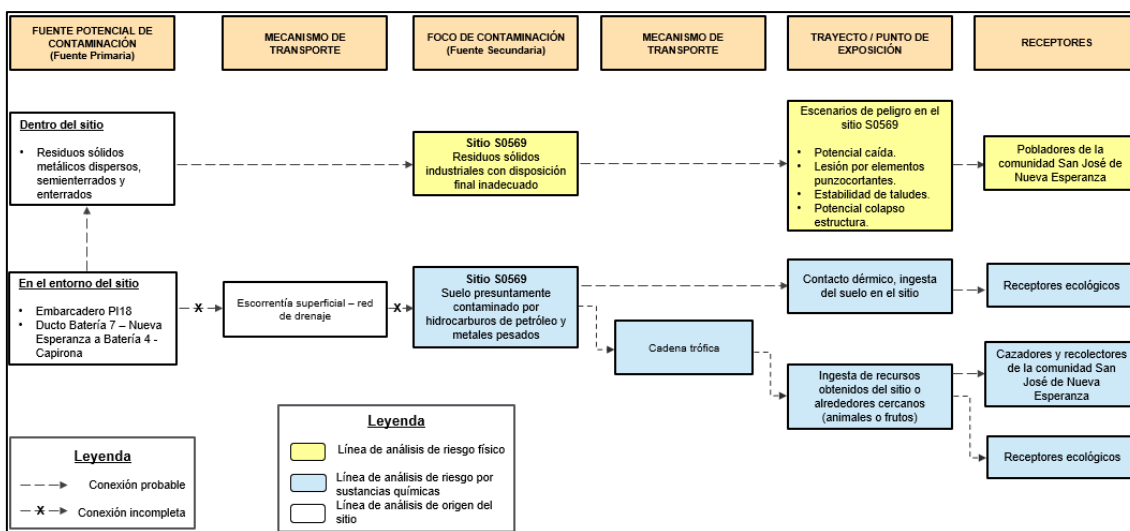 FUENTE POTENCIAL DE
CONTAMINACIÓN
(Fuente Primaria)
MECANISMO DE
TRANSPORTE
FOCO DE CONTAMINACIÓN
(Fuente Secundaria)
MECANISMO DE
TRANSPORTE
TRAYECTO / PUNTO DE
EXPOSICIÓN
RECEPTORES
Dentro del sitio
• Residuos sólidos
metálicos dispersos,
semienterrados y
enterrados
Sitio S0569
Residuos sólidos
industriales con disposición
final inadecuado
Escenarios de peligro en el
sitio S0569
• Potencial caída.
• Lesión por elementos
punzocortantes.
• Estabilidad de taludes.
• Potencial colapso
estructura.
Pobladores de la
comunidad San José de
Nueva Esperanza
En el entorno del sitio
• Embarcadero PI18
• Ducto Batería 7 – Nueva
Esperanza a Batería 4 -
Capirona
X
Escorrentía superficial – red
de drenaje
X
Sitio S0569
Suelo presuntamente
contaminado por
hidrocarburos de petróleo y
metales pesados
Contacto dérmico, ingesta
del suelo en el sitio
Receptores ecológicos
Cadena trófica
Ingesta de recursos
obtenidos del sitio o
alrededores cercanos
(animales o frutos)
Cazadores y recolectores
de la comunidad San
José de Nueva
Esperanza
Receptores ecológicos
Leyenda
Conexión probable
X
Conexión incompleta
Leyenda
Línea de análisis de riesgo físico
Línea de análisis de riesgo por
sustancias químicas
Línea de análisis de origen del
sitio